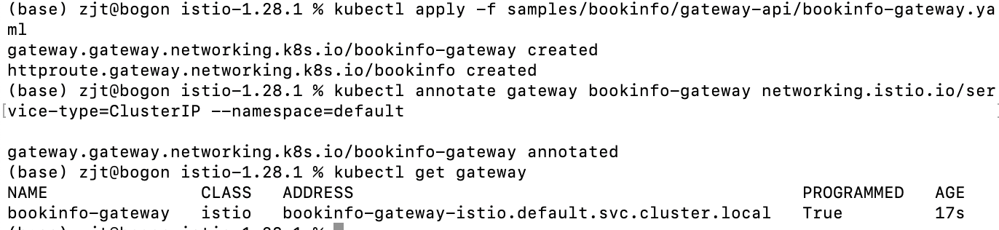 (base) zjt@bogon istio-1.28.1 % kubectl apply -f samples/bookinfo/gateway-api/bookinfo-gateway.ya
ml
gateway.gateway.networking.k8s.io/bookinfo-gateway created
httproute.gateway.networking.k8s.io/bookinfo created
(base) zjt@bogon istio-1.28.1 % kubectl annotate gateway bookinfo-gateway networking.istio.io/ser
[vice-type=ClusterIP --namespace=default
gateway.gateway.networking.k8s.io/bookinfo-gateway annotated
(base) zjt@bogon istio-1.28.1 % kubectl get gateway
NAME CLASS ADDRESS PROGRAMMED AGE
bookinfo-gateway istio bookinfo-gateway-istio.default.svc.cluster.local True 17s
(base) zjt@bogon istio-1.28.1 %